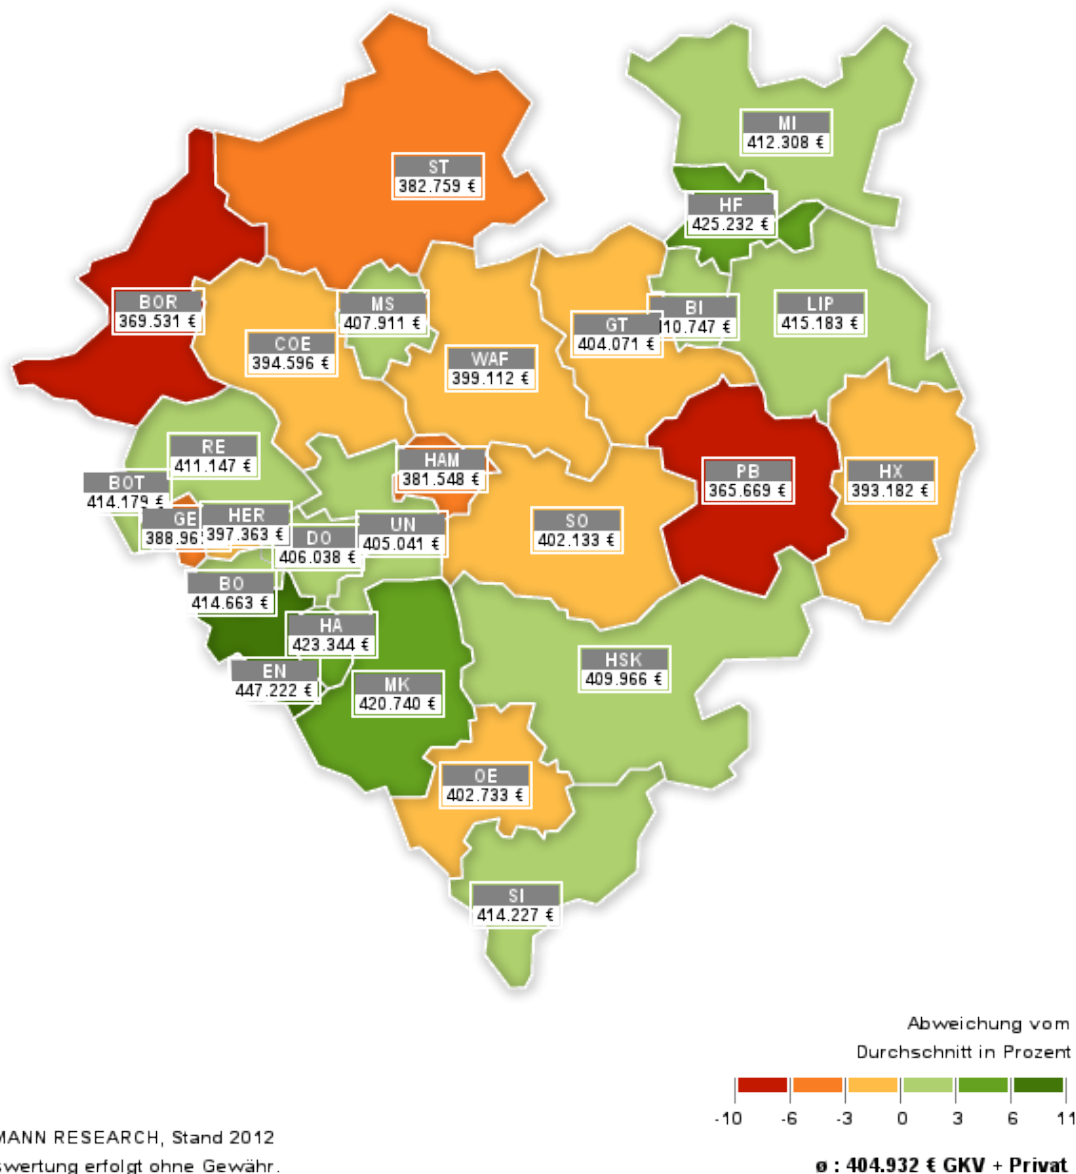 MI
412.308 €
ST
382.759 €
HF
425.232 €
BOR
369.531 €
MS
407.911 €
BI
10.747 €
LIP
415.183 €
GT
404.071 €
COE
394.596 €
WAF
399.112 €
RE
411.147 €
HAM
381.548 €
PB
365.669 €
HX
393.182 €
BOT
414.179 €
GE
388.96
HER
397.363 €
DO
406.038 €
UN
405.041 €
SO
402.133 €
BO
414.663 €
HA
423.344 €
EN
447.222 €
MK
420.740 €
HSK
409.966 €
OE
402.733 €
SI
414.227 €
Abweichung vom
Durchschnitt in Prozent
-10 -6 -3 0 3 6 11
MANN RESEARCH, Stand 2012
swertung erfolgt ohne Gewähr.
ø : 404.932 € GKV + Privat